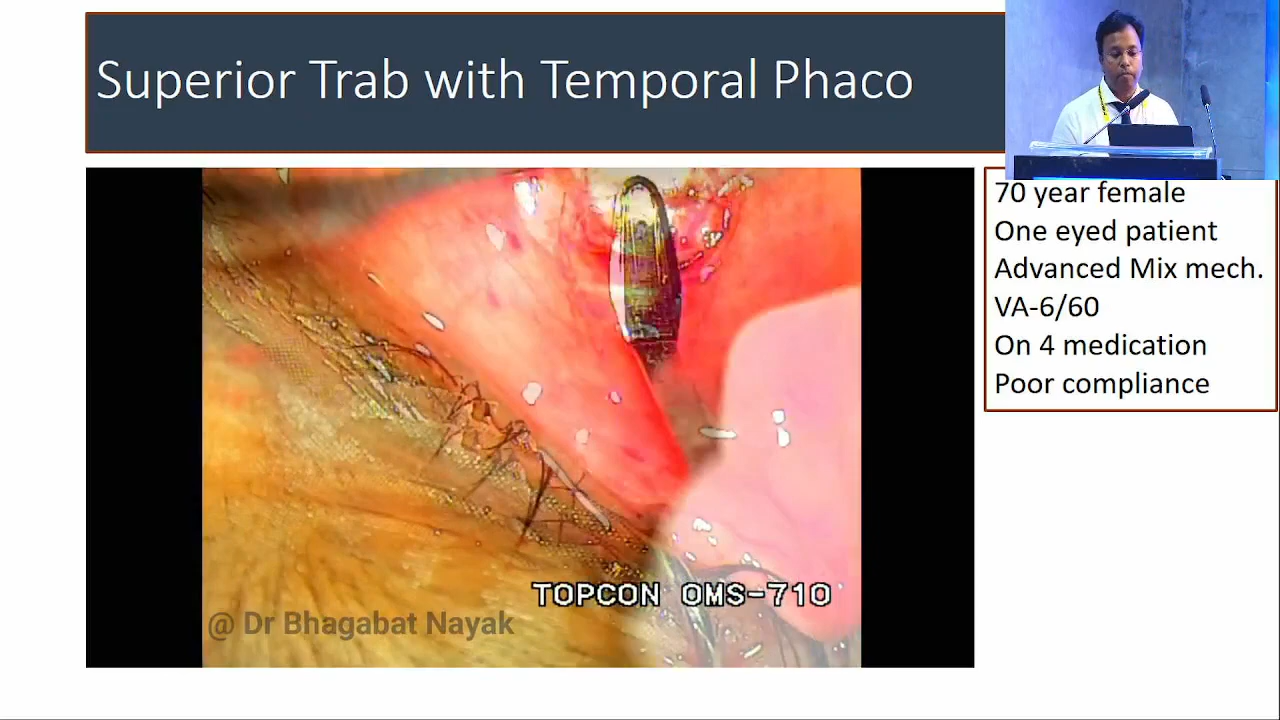 Superior Trab with Temporal Phaco
70 year female
One eyed patient
Advanced Mix mech.
VA-6/60
On 4 medication
Poor compliance
TOPCON OMS-710
@ Dr Bhagabat Nayak